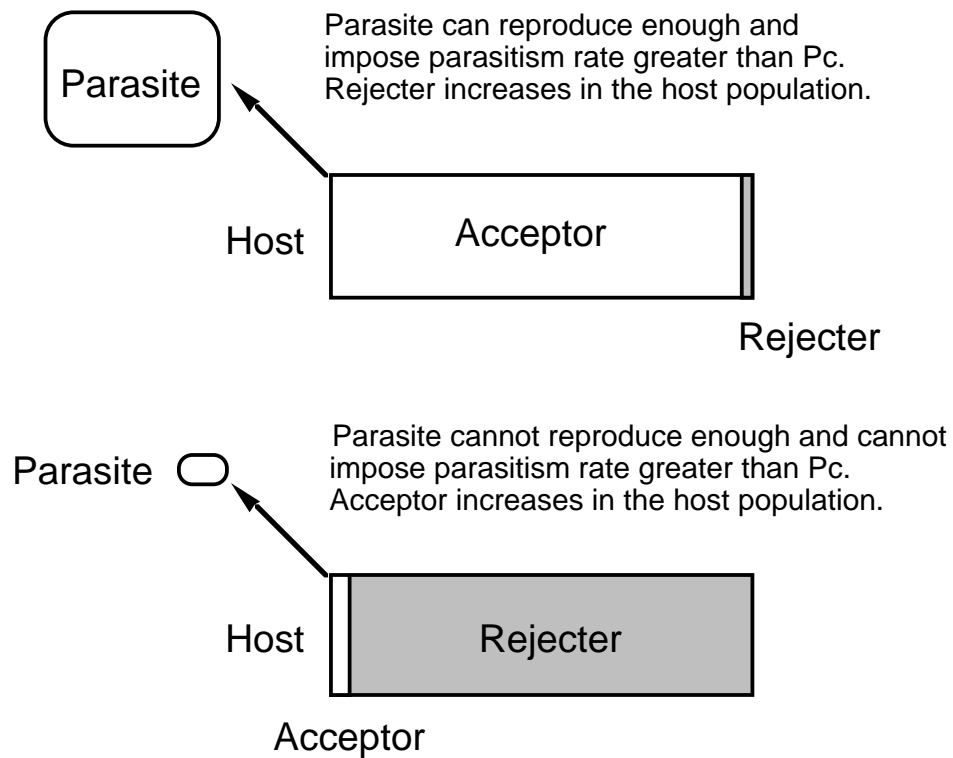 Parasite can reproduce enough and
impose parasitism rate greater than Pc.
Rejecter increases in the host population.
Parasite
Host
Acceptor
Rejecter
Parasite cannot reproduce enough and cannot
impose parasitism rate greater than Pc.
Acceptor increases in the host population.
Parasite
Host
Rejecter
Acceptor